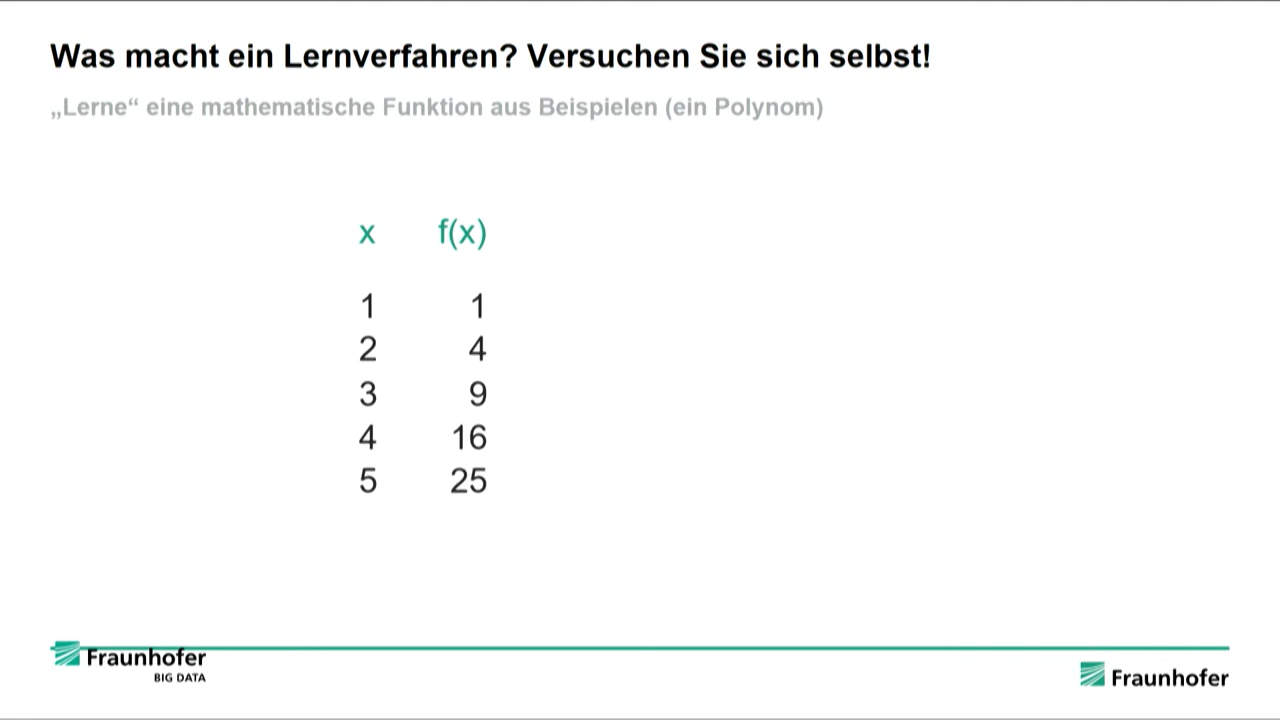 Was macht ein Lernverfahren? Versuchen Sie sich selbst!
„Lerne“ eine mathematische Funktion aus Beispielen (ein Polynom)
x f(x)
1 1
2 4
3 9
4 16
5 25
Fraunhofer
BIG DATA
Fraunhofer